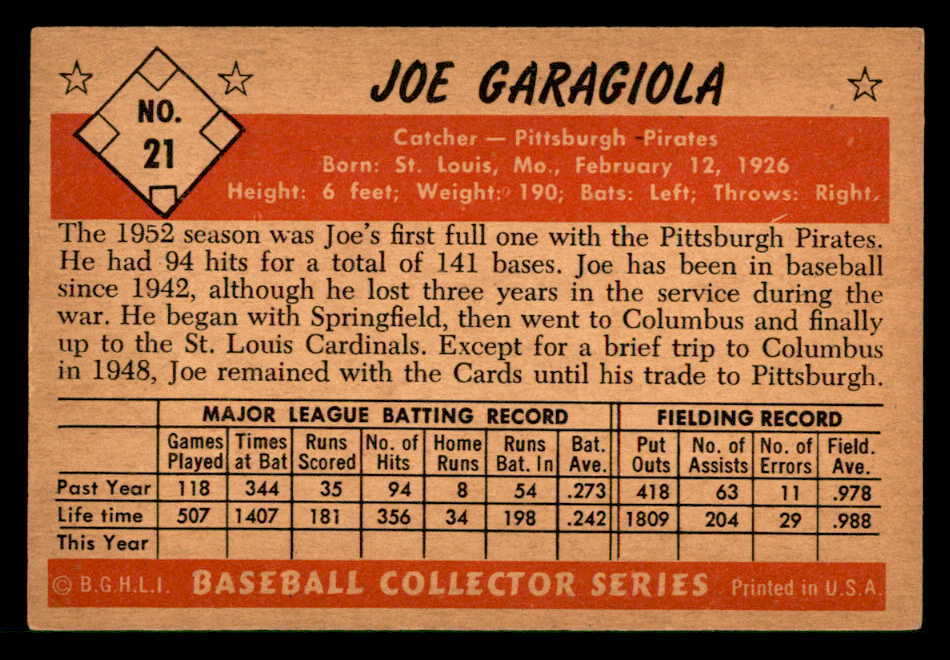 JOE GARAGIOLA
NO.
21
Catcher — Pittsburgh Pirates
Born: St. Louis, Mo., February 12, 1926
Height: 6 feet; Weight: 190; Bats: Left; Throws: Right.
The 1952 season was Joe's first full one with the Pittsburgh Pirates.
He had 94 hits for a total of 141 bases. Joe has been in baseball
since 1942, although he lost three years in the service during the
war. He began with Springfield, then went to Columbus and finally
up to the St. Louis Cardinals. Except for a brief trip to Columbus
in 1948, Joe remained with the Cards until his trade to Pittsburgh.
MAJOR LEAGUE BATTING RECORD FIELDING RECORD
Games Times Runs No. of Home Runs Bat. Put No. of No. of Field.
Played at Bat Scored Hits Runs Bat. In Ave. Outs Assists Errors Ave.
Past Year 118 344 35 94 8 54 .273 418 63 11 .978
Life time 507 1407 181 356 34 198 .242 1809 204 29 .988
This Year
© B.G.H.L.I. BASEBALL COLLECTOR SERIES Printed in U.S.A.